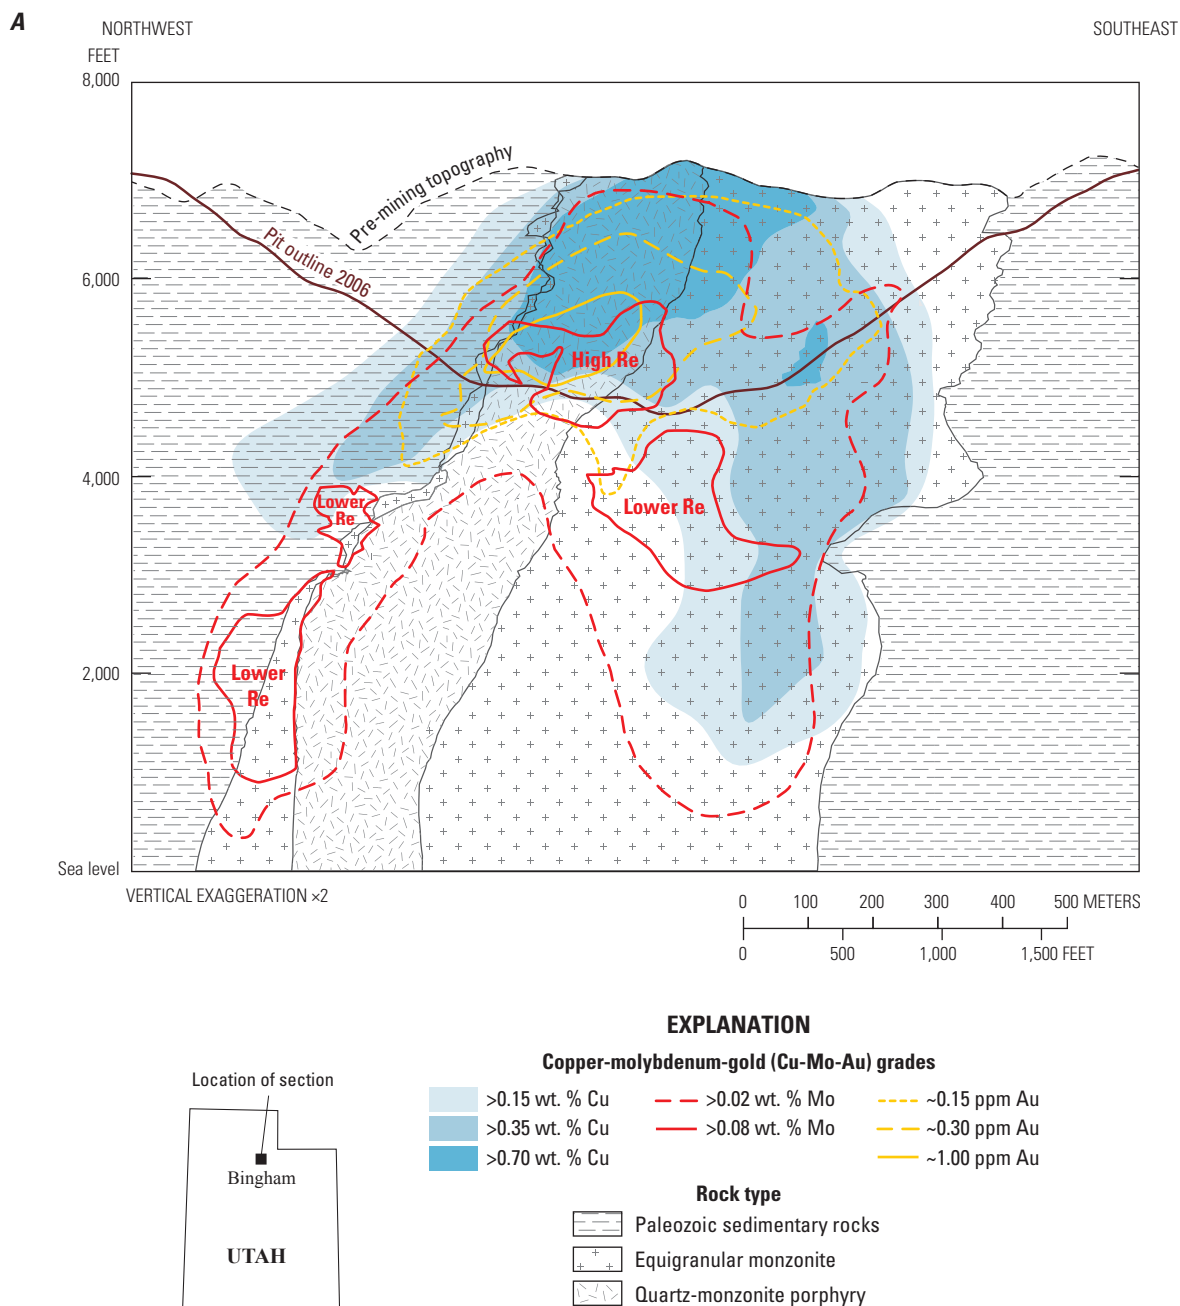 A
NORTHWEST
SOUTHEAST
FEET
8,000
6,000
4,000
2,000
Sea level
Pre-mining topography
Pit outline 2006
High Re
Lower
Re
Lower Re
Lower
Re
VERTICAL EXAGGERATION ×2
0 100 200 300 400 500 METERS
0 500 1,000 1,500 FEET
EXPLANATION
Copper-molybdenum-gold (Cu-Mo-Au) grades
>0.15 wt. % Cu
>0.35 wt. % Cu
>0.70 wt. % Cu
>0.02 wt. % Mo
>0.08 wt. % Mo
~0.15 ppm Au
~0.30 ppm Au
~1.00 ppm Au
Rock type
Paleozoic sedimentary rocks
Equigranular monzonite
Quartz-monzonite porphyry
Location of section
Bingham
UTAH